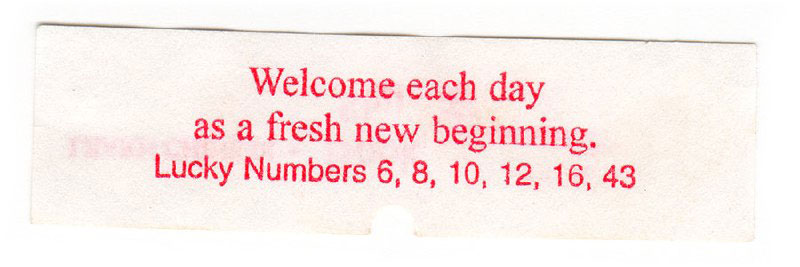 Welcome each day
as a fresh new beginning.
Lucky Numbers 6, 8, 10, 12, 16, 43